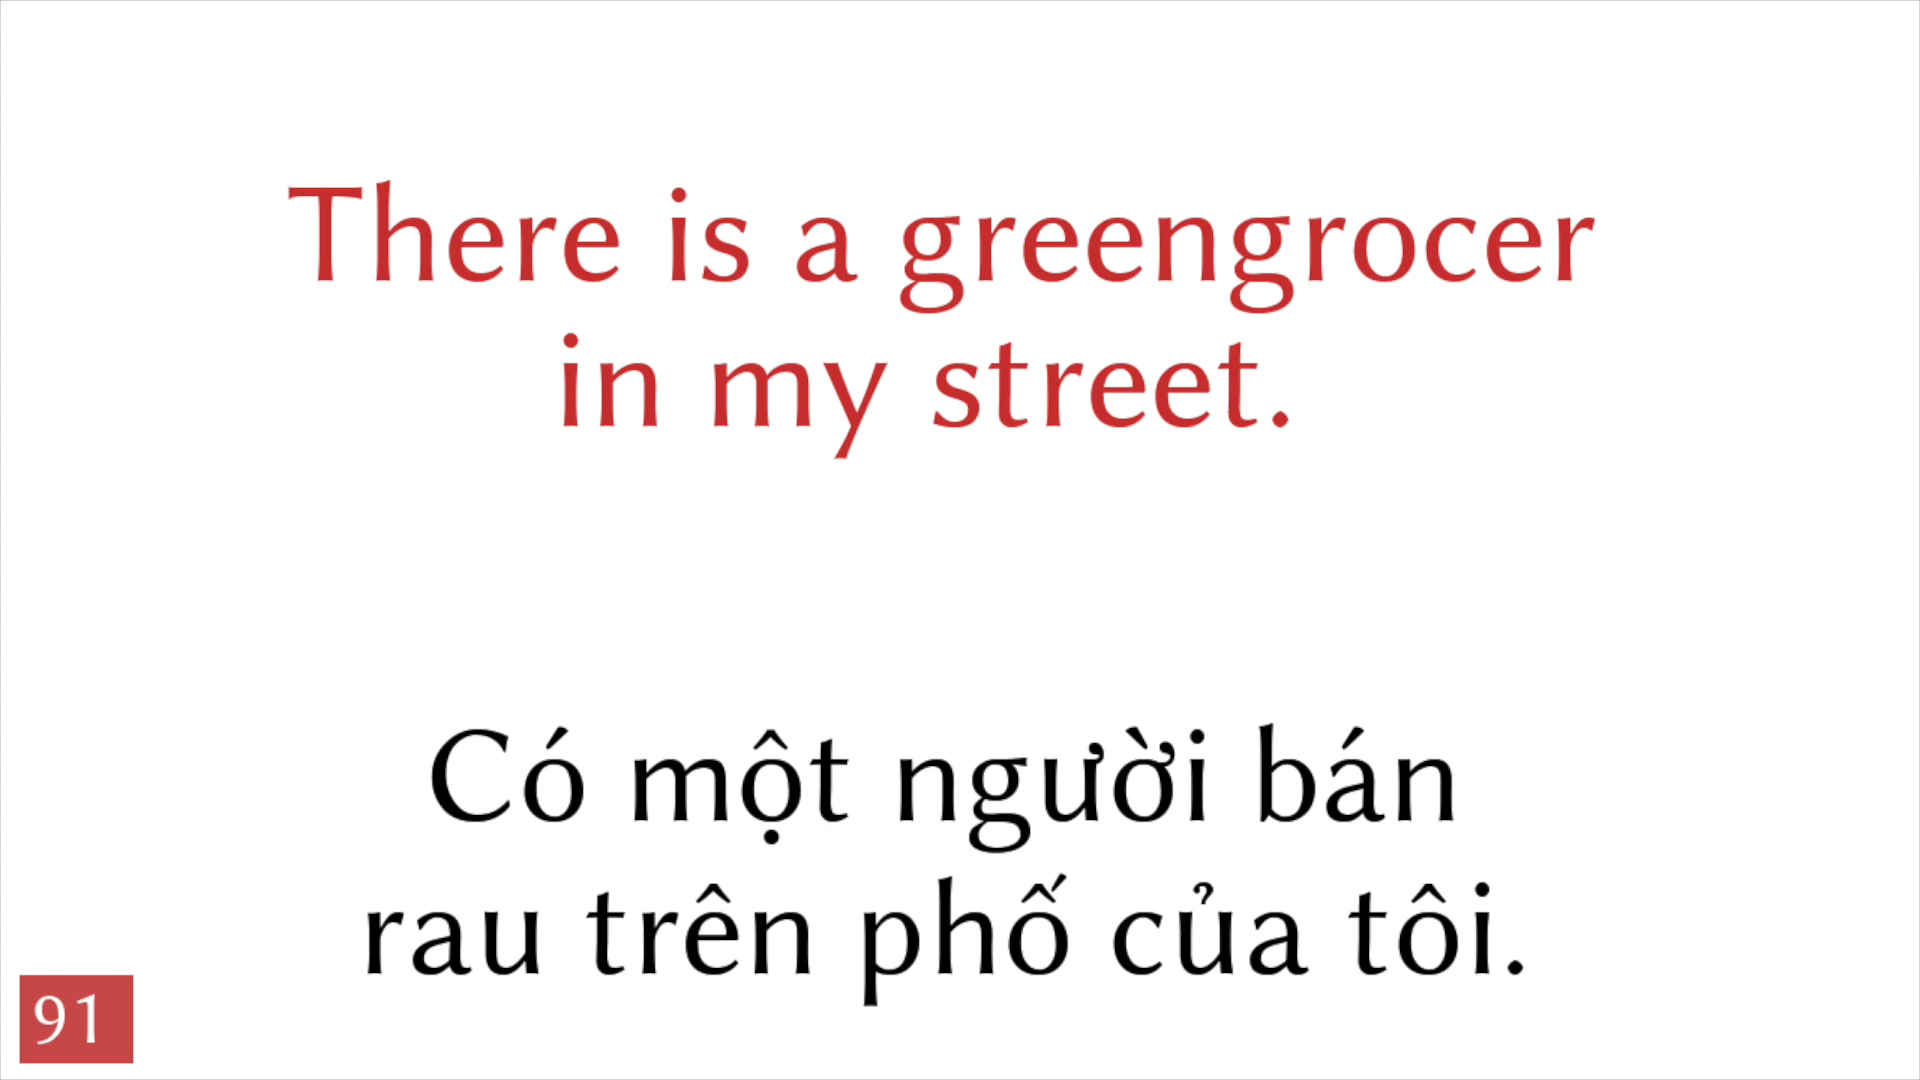 There is a greengrocer
in my street.
Có một người bán
rau trên phố của tôi.
91